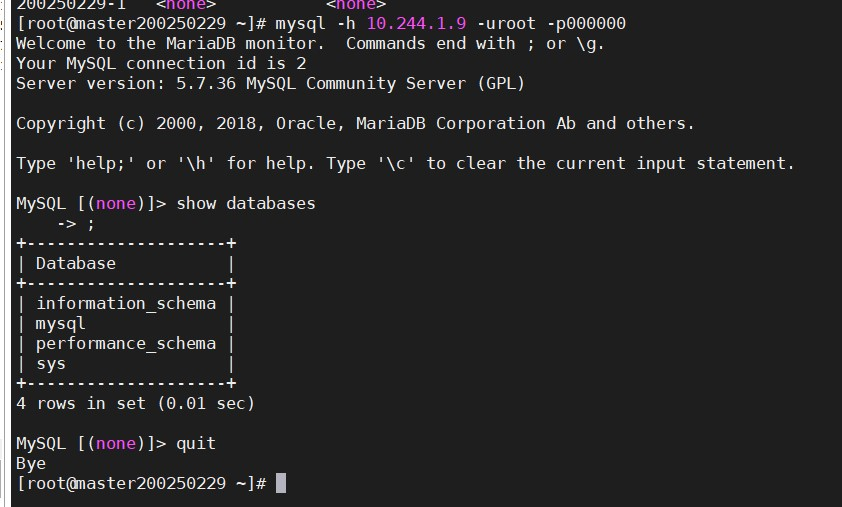 200250229-1   <none>           <none>
[root@master200250229 ~]# mysql -h 10.244.1.9 -uroot -p000000
Welcome to the MariaDB monitor.  Commands end with ; or \g.
Your MySQL connection id is 2
Server version: 5.7.36 MySQL Community Server (GPL)

Copyright (c) 2000, 2018, Oracle, MariaDB Corporation Ab and others.

Type 'help;' or '\h' for help. Type '\c' to clear the current input statement.

MySQL [(none)]> show databases
    -> ;
+--------------------+
| Database           |
+--------------------+
| information_schema |
| mysql              |
| performance_schema |
| sys                |
+--------------------+
4 rows in set (0.01 sec)

MySQL [(none)]> quit
Bye
[root@master200250229 ~]#